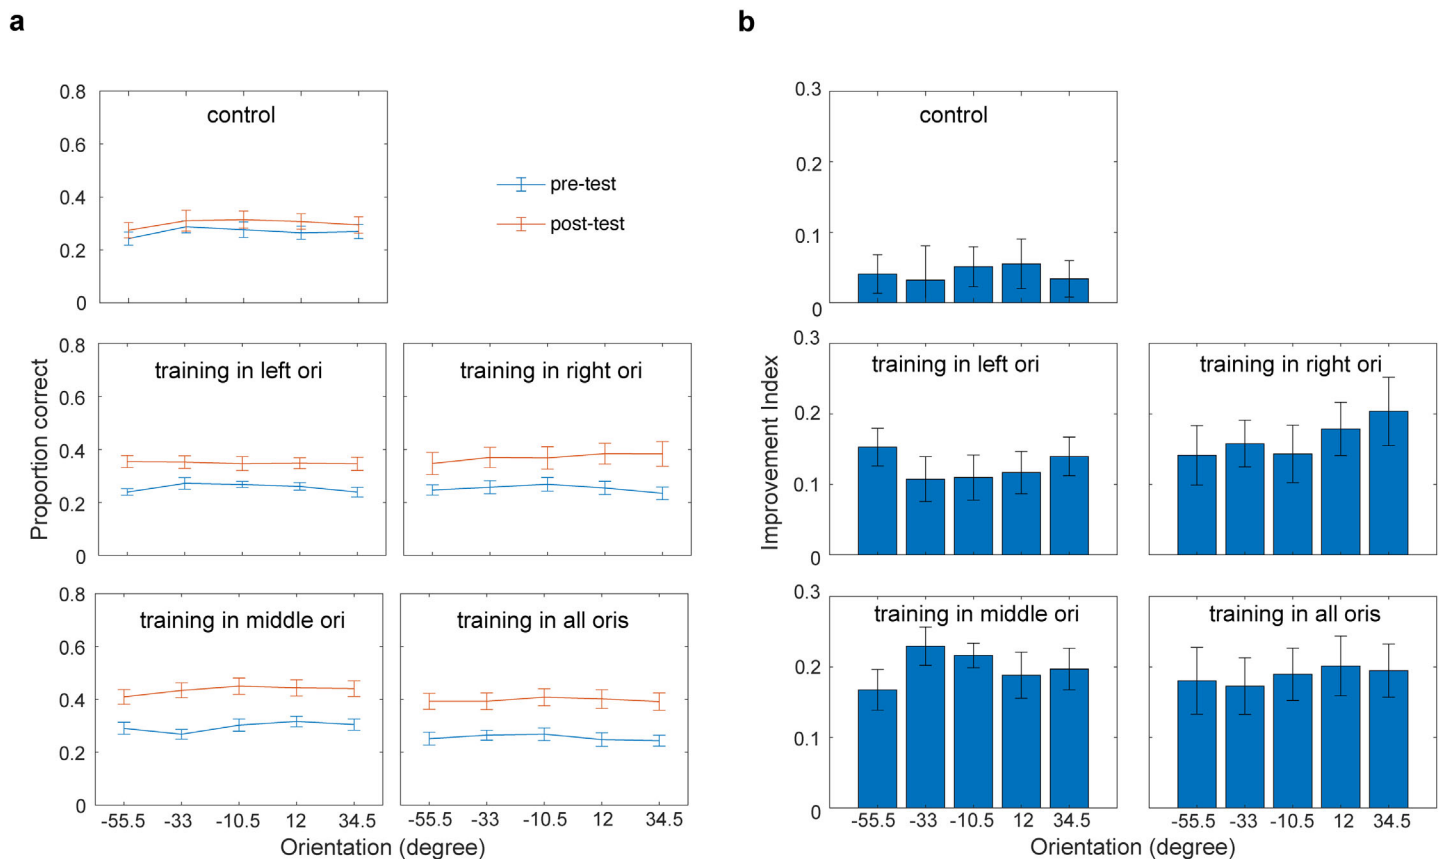 a
b
0.8
control
0.6
0.4
0.2
0
pre-test
post-test
0.3
control
0.2
0.1
0
Proportion correct
0.8
training in left ori
0.6
0.4
0.2
0
training in right ori
Improvement Index
0.3
training in left ori
0.2
0.1
0
training in right ori
0.8
training in middle ori
0.6
0.4
0.2
0
training in all oris
-55.5 -33 -10.5 12 34.5
-55.5 -33 -10.5 12 34.5
Orientation (degree)
0.3
training in middle ori
0.2
0.1
0
training in all oris
-55.5 -33 -10.5 12 34.5
-55.5 -33 -10.5 12 34.5
Orientation (degree)